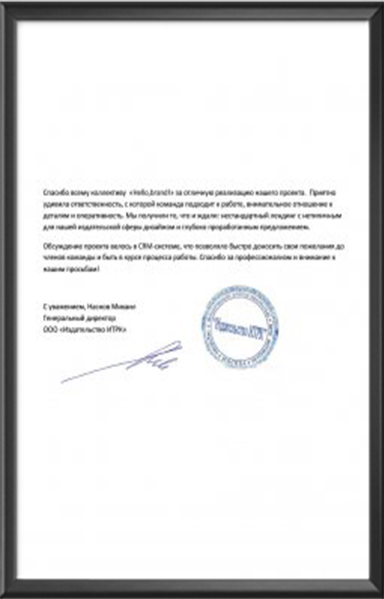 Спасибо всему коллективу «Hello,brand!» за отличную реализацию нашего проекта. Приятно
удивила ответственность, с которой команда подходит к работе, внимательное отношение к
деталям и оперативность. Мы получили то, что и ждали: нестандартный лендинг с нетипичным
для нашей издательской сферы дизайном и глубоко проработанным предложением.
Обсуждение проекта велось в CRM-системе, что позволяло быстро доносить свои пожелания до
членов команды и быть в курсе процесса работы. Спасибо за профессионализм и внимание к
нашим просьбам!
С уважением, Насков Михаил
Генеральный директор
ООО «Издательство ИТРК»
"Издательство ИТРК"